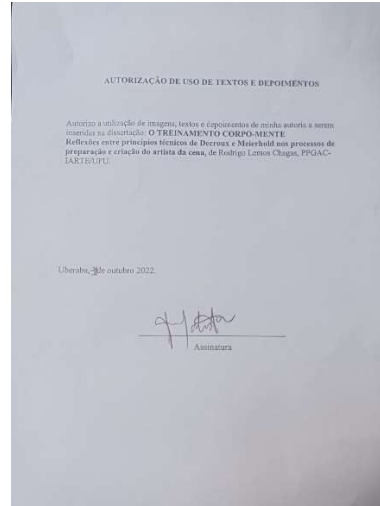 AUTORIZAÇÃO DE USO DE TEXTOS E DEPOIMENTOS
Autorizo a utilização de imagens, textos e depoimentos de minha autoria a serem
inseridos na dissertação: O TREINAMENTO CORPO-MENTE
Reflexões entre princípios técnicos de Decroux e Meierhold nos processos de
preparação e criação do artista da cena, de Rodrigo Lemos Chagas, PPGAC-
IARTE/UFU.
Uberaba, de outubro 2022.
Assinatura